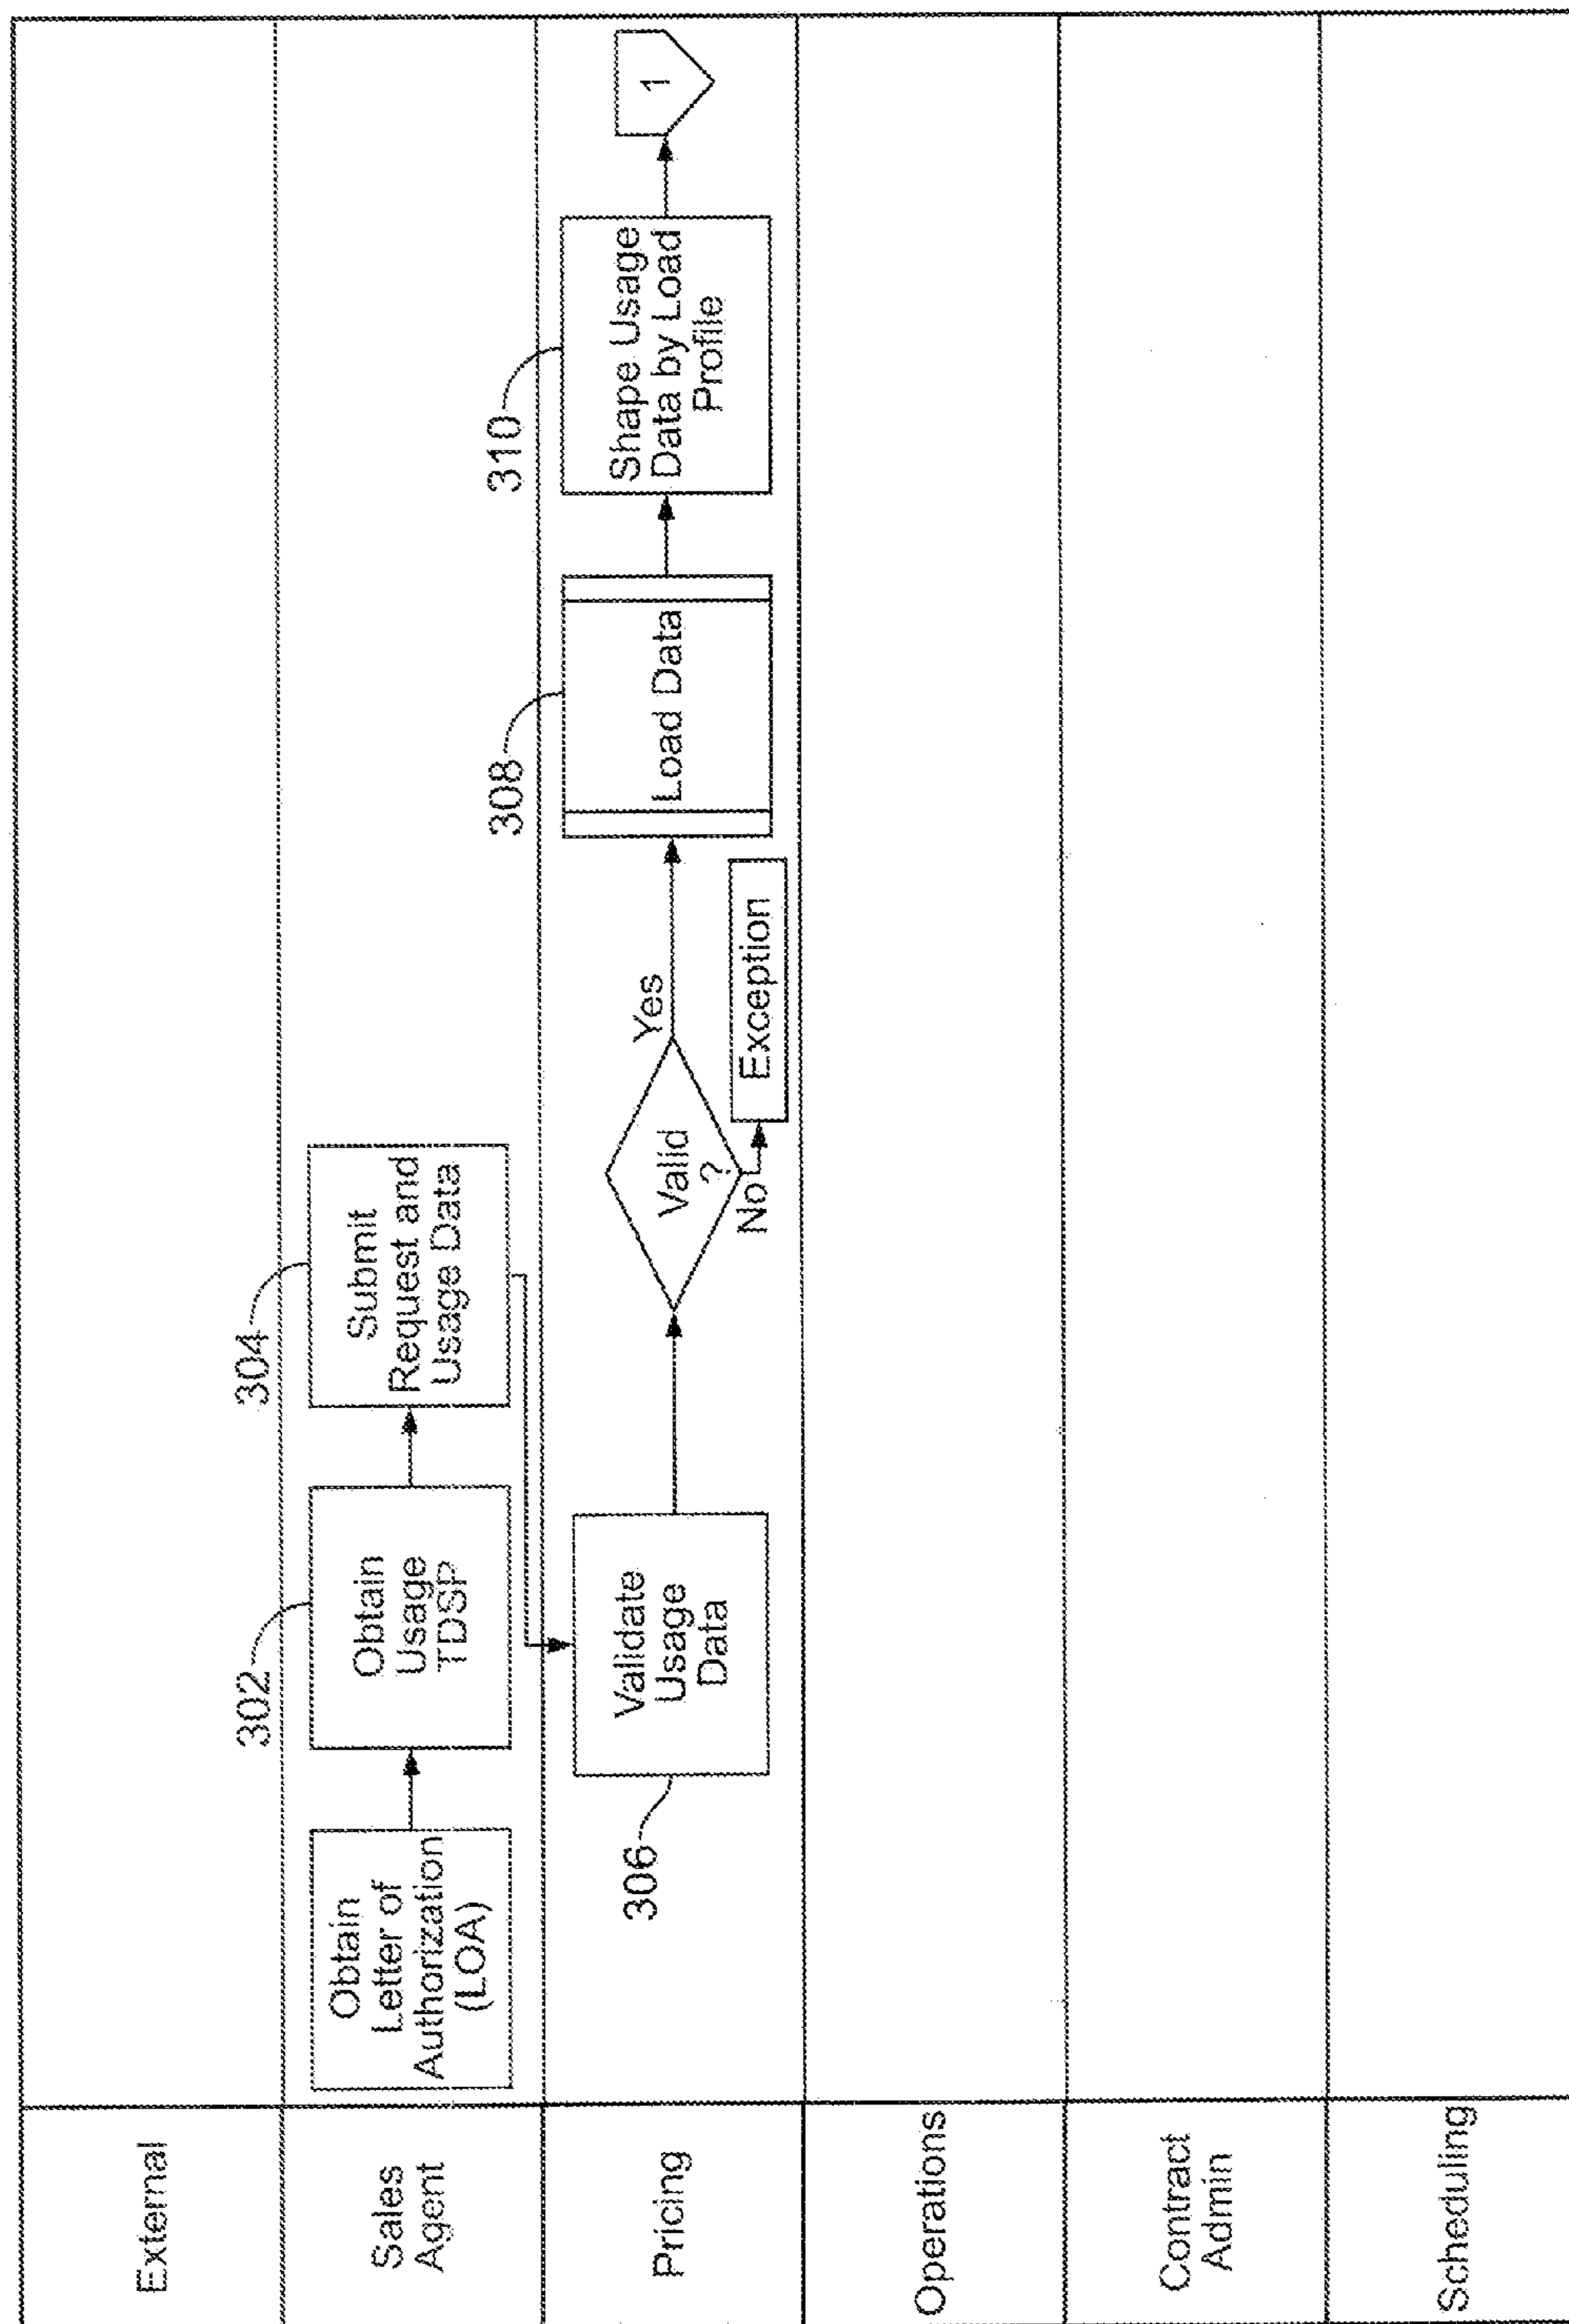 External
Sales
Agent
Obtain
Letter of
Authorization
(LOA)
302
Obtain
Usage
TDSP
304
Submit
Request and
Usage Data
Pricing
306
Validate
Usage
Data
Valid
?
Yes
No
Exception
308
Load Data
310
Shape Usage
Data by Load
Profile
1
Operations
Contract
Admin
Scheduling